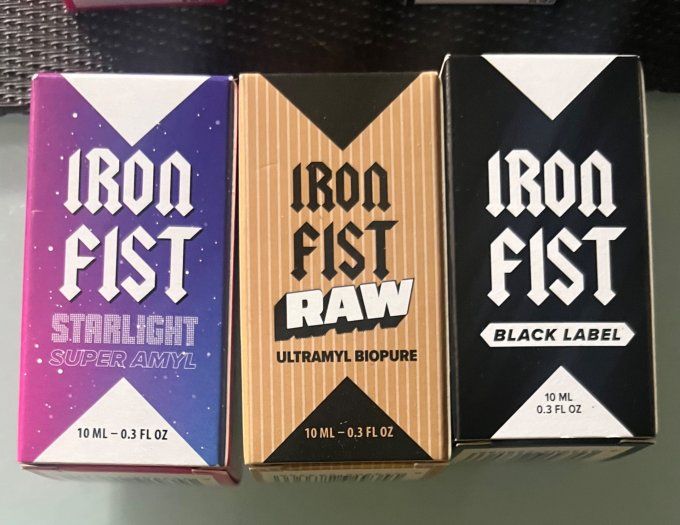 IRON
FIST
STARLIGHT
SUPER AMYL
10 ML – 0.3 FL OZ
IRON
FIST
RAW
ULTRAMYL BIOPURE
10 ML – 0.3 FL OZ
IRON
FIST
BLACK LABEL
10 ML
0.3 FL OZ